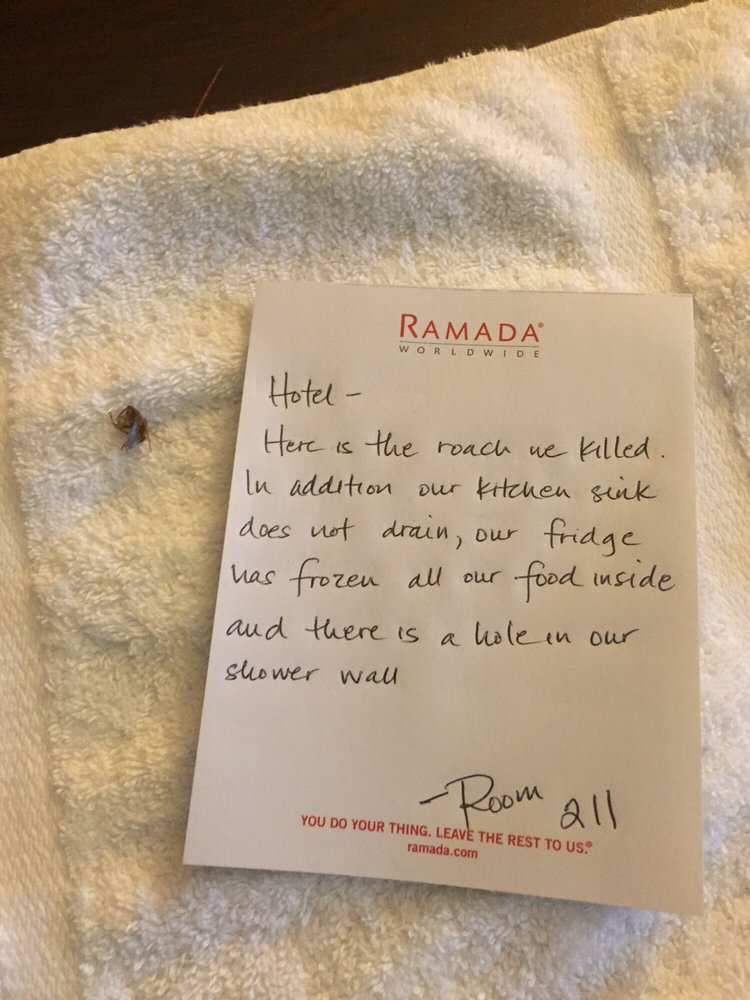 RAMADA®
WORLDWIDE
Hotel -
Here is the roach we killed.
In addition our kitchen sink
does not drain, our fridge
has frozen all our food inside
and there is a hole in our
shower wall
-Room 211
YOU DO YOUR THING. LEAVE THE REST TO US.®
ramada.com